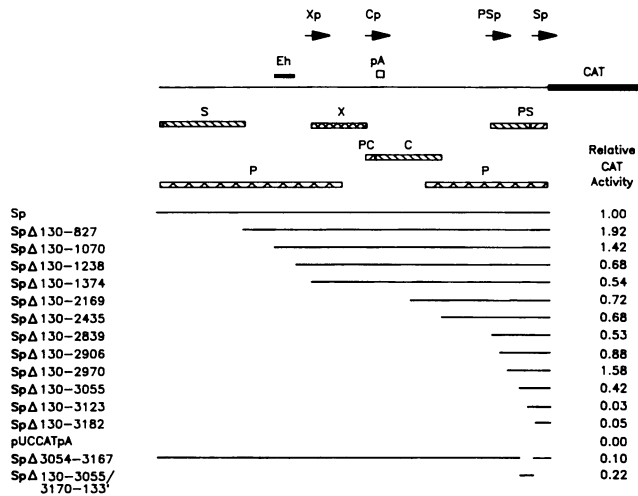 Xp Cp PSp Sp
Eh pA CAT
S X PS
PC C
P P
Relative
CAT
Activity
Sp 1.00
SpΔ130-827 1.92
SpΔ130-1070 1.42
SpΔ130-1238 0.68
SpΔ130-1374 0.54
SpΔ130-2169 0.72
SpΔ130-2435 0.68
SpΔ130-2839 0.53
SpΔ130-2906 0.88
SpΔ130-2970 1.58
SpΔ130-3055 0.42
SpΔ130-3123 0.03
SpΔ130-3182 0.05
pUCCATpA 0.00
SpΔ3054-3167 0.10
SpΔ130-3055/ 0.22
3170-133'